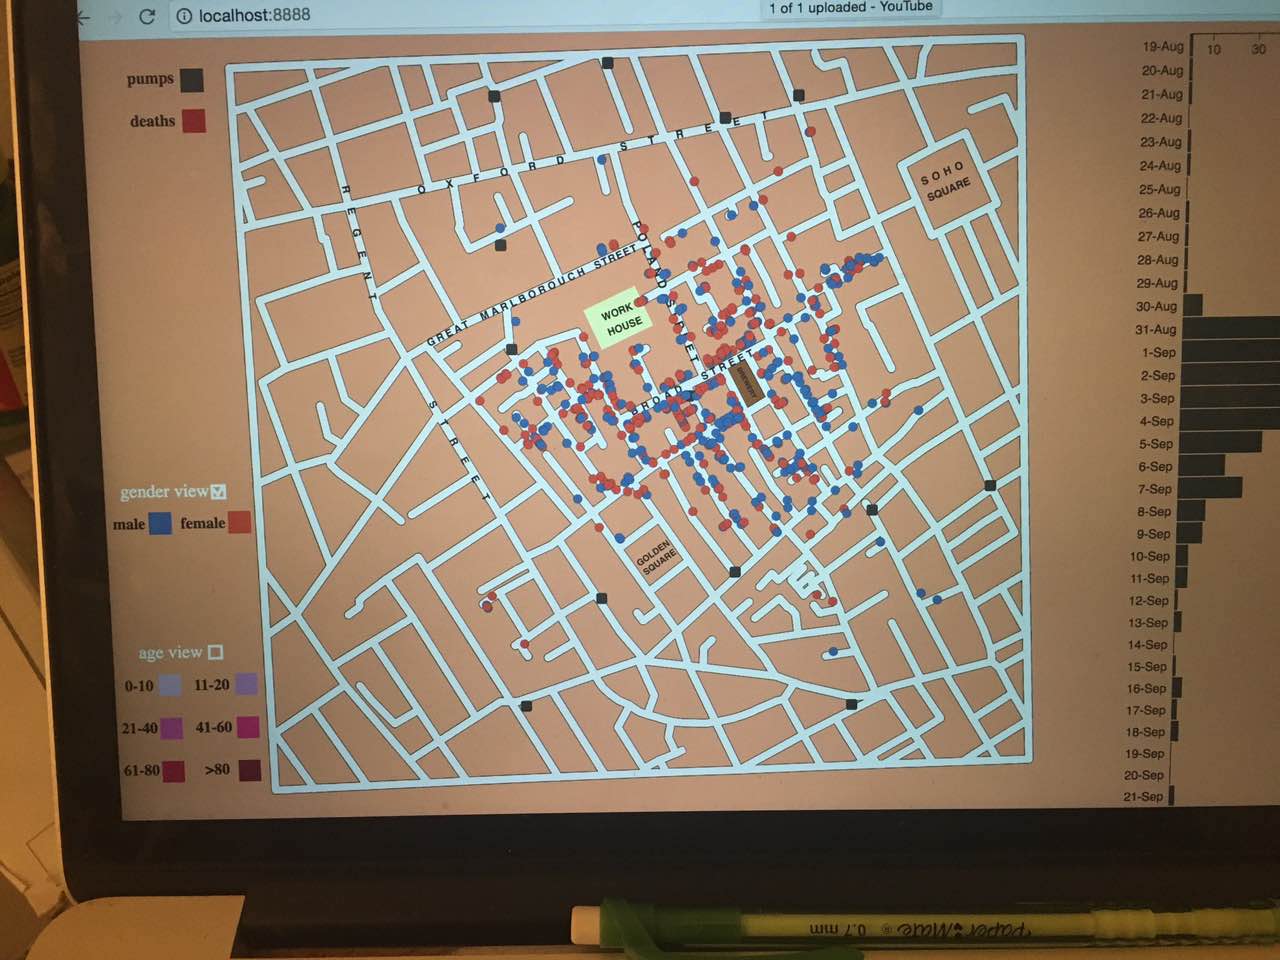 localhost:8888
1 of 1 uploaded - YouTube
pumps
deaths
gender view
male female
age view
0-10 11-20
21-40 41-60
61-80 >80
OXFORD STREET
REGENT STREET
SOHO
SQUARE
POLAND STREET
GREAT MARLBOROUGH STREET
WORK
HOUSE
BROAD STREET
BREWERY
GOLDEN
SQUARE
10 30
19-Aug
20-Aug
21-Aug
22-Aug
23-Aug
24-Aug
25-Aug
26-Aug
27-Aug
28-Aug
29-Aug
30-Aug
31-Aug
1-Sep
2-Sep
3-Sep
4-Sep
5-Sep
6-Sep
7-Sep
8-Sep
9-Sep
10-Sep
11-Sep
12-Sep
13-Sep
14-Sep
15-Sep
16-Sep
17-Sep
18-Sep
19-Sep
20-Sep
21-Sep
Paper Mate ® 0.7 mm